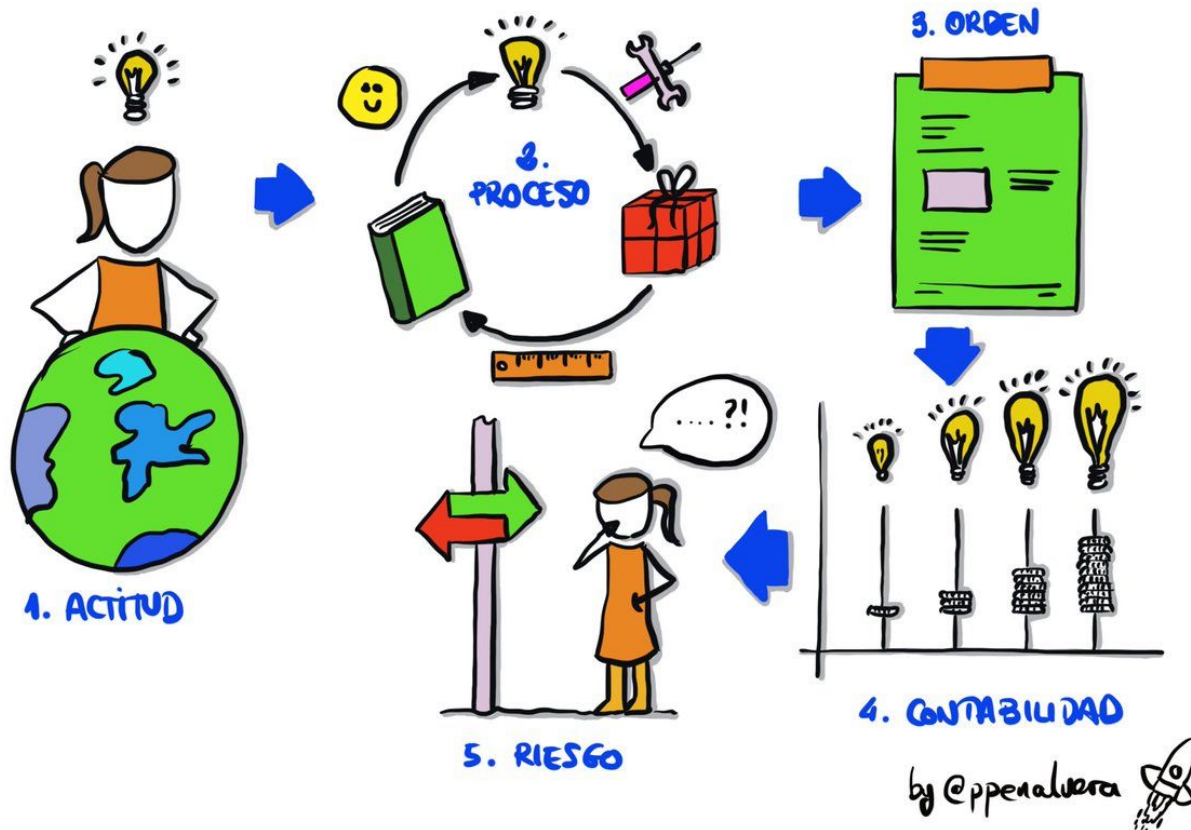 1. ACTITUD
2.
PROCESO
3. ORDEN
4. CONTABILIDAD
.... ?!
5. RIESGO
by @ppenalvera